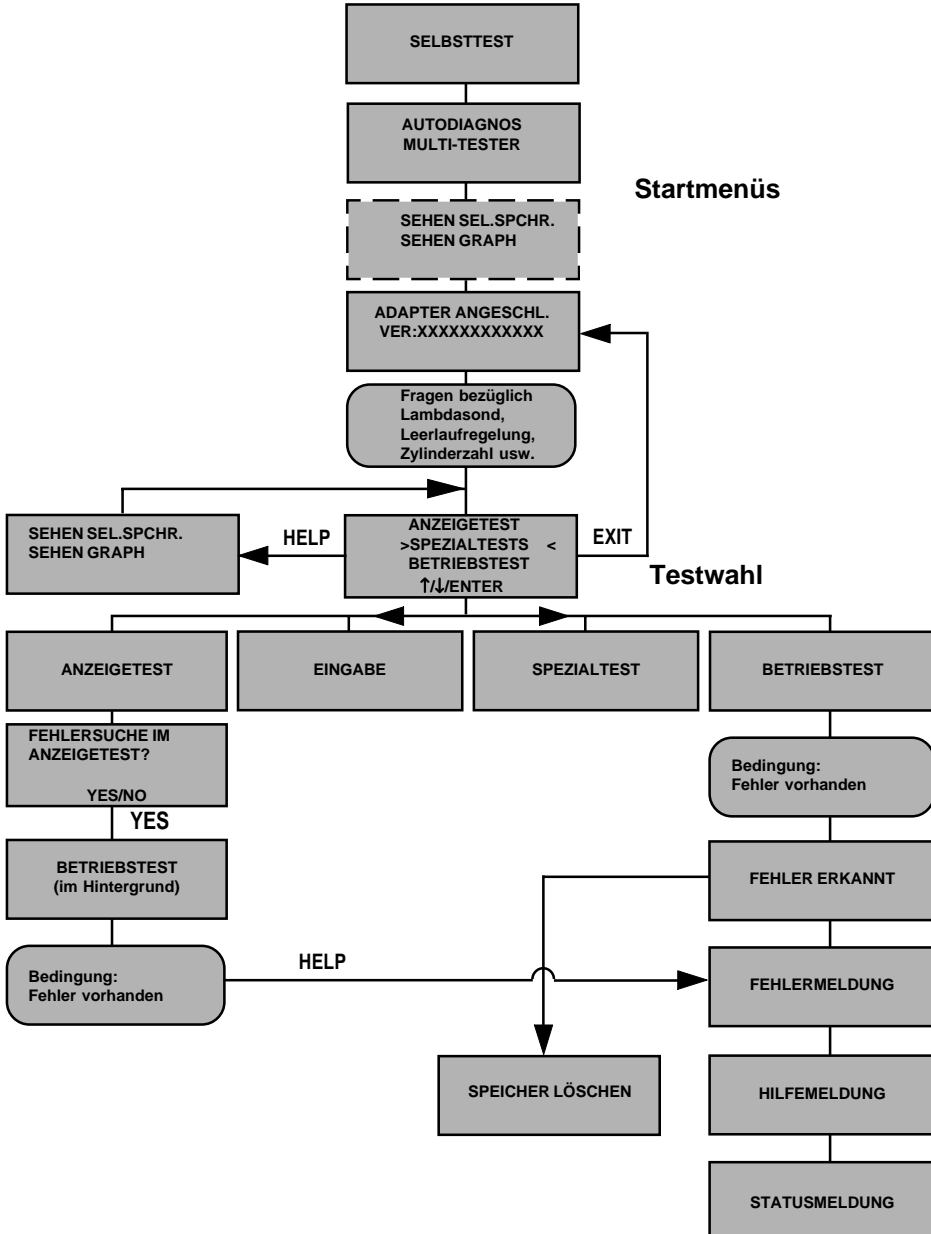 SELBSTTEST
AUTODIAGNOS
MULTI-TESTER
Startmenüs
SEHEN SEL.SPCHR.
SEHEN GRAPH
ADAPTER ANGESCHL.
VER:XXXXXXXXXXXX
Fragen bezüglich
Lambdasond,
Leerlaufregelung,
Zylinderzahl usw.
SEHEN SEL.SPCHR.
SEHEN GRAPH
HELP
ANZEIGETEST
>SPEZIALTESTS <
BETRIEBSTEST
↑/↓/ENTER
EXIT
Testwahl
ANZEIGETEST
EINGABE
SPEZIALTEST
BETRIEBSTEST
FEHLERSUCHE IM
ANZEIGETEST?
YES/NO
YES
Bedingung:
Fehler vorhanden
BETRIEBSTEST
(im Hintergrund)
FEHLER ERKANNT
Bedingung:
Fehler vorhanden
HELP
FEHLERMELDUNG
SPEICHER LÖSCHEN
HILFEMELDUNG
STATUSMELDUNG